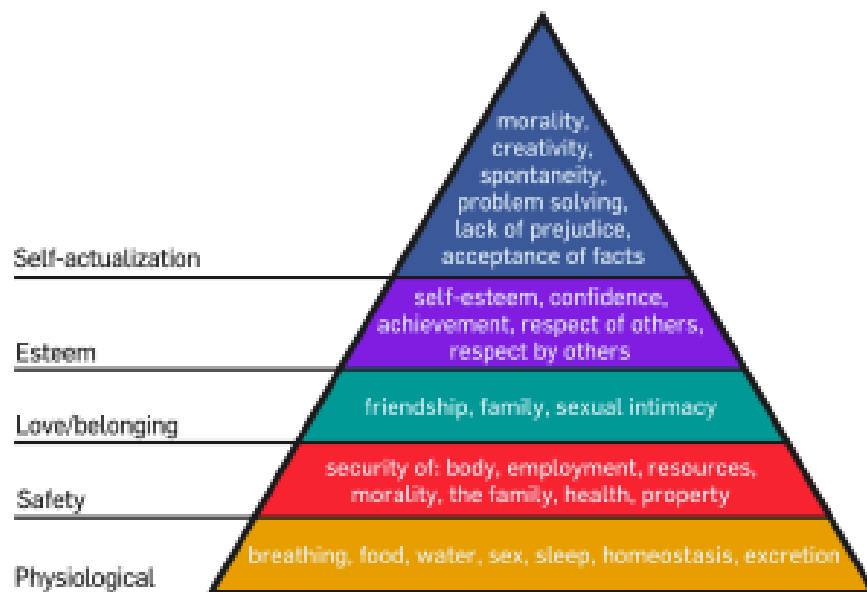 morality,
creativity,
spontaneity,
problem solving,
lack of prejudice,
acceptance of facts
Self-actualization
self-esteem, confidence,
achievement, respect of others,
respect by others
Esteem
friendship, family, sexual intimacy
Love/belonging
security of: body, employment, resources,
morality, the family, health, property
Safety
breathing, food, water, sex, sleep, homeostasis, excretion
Physiological